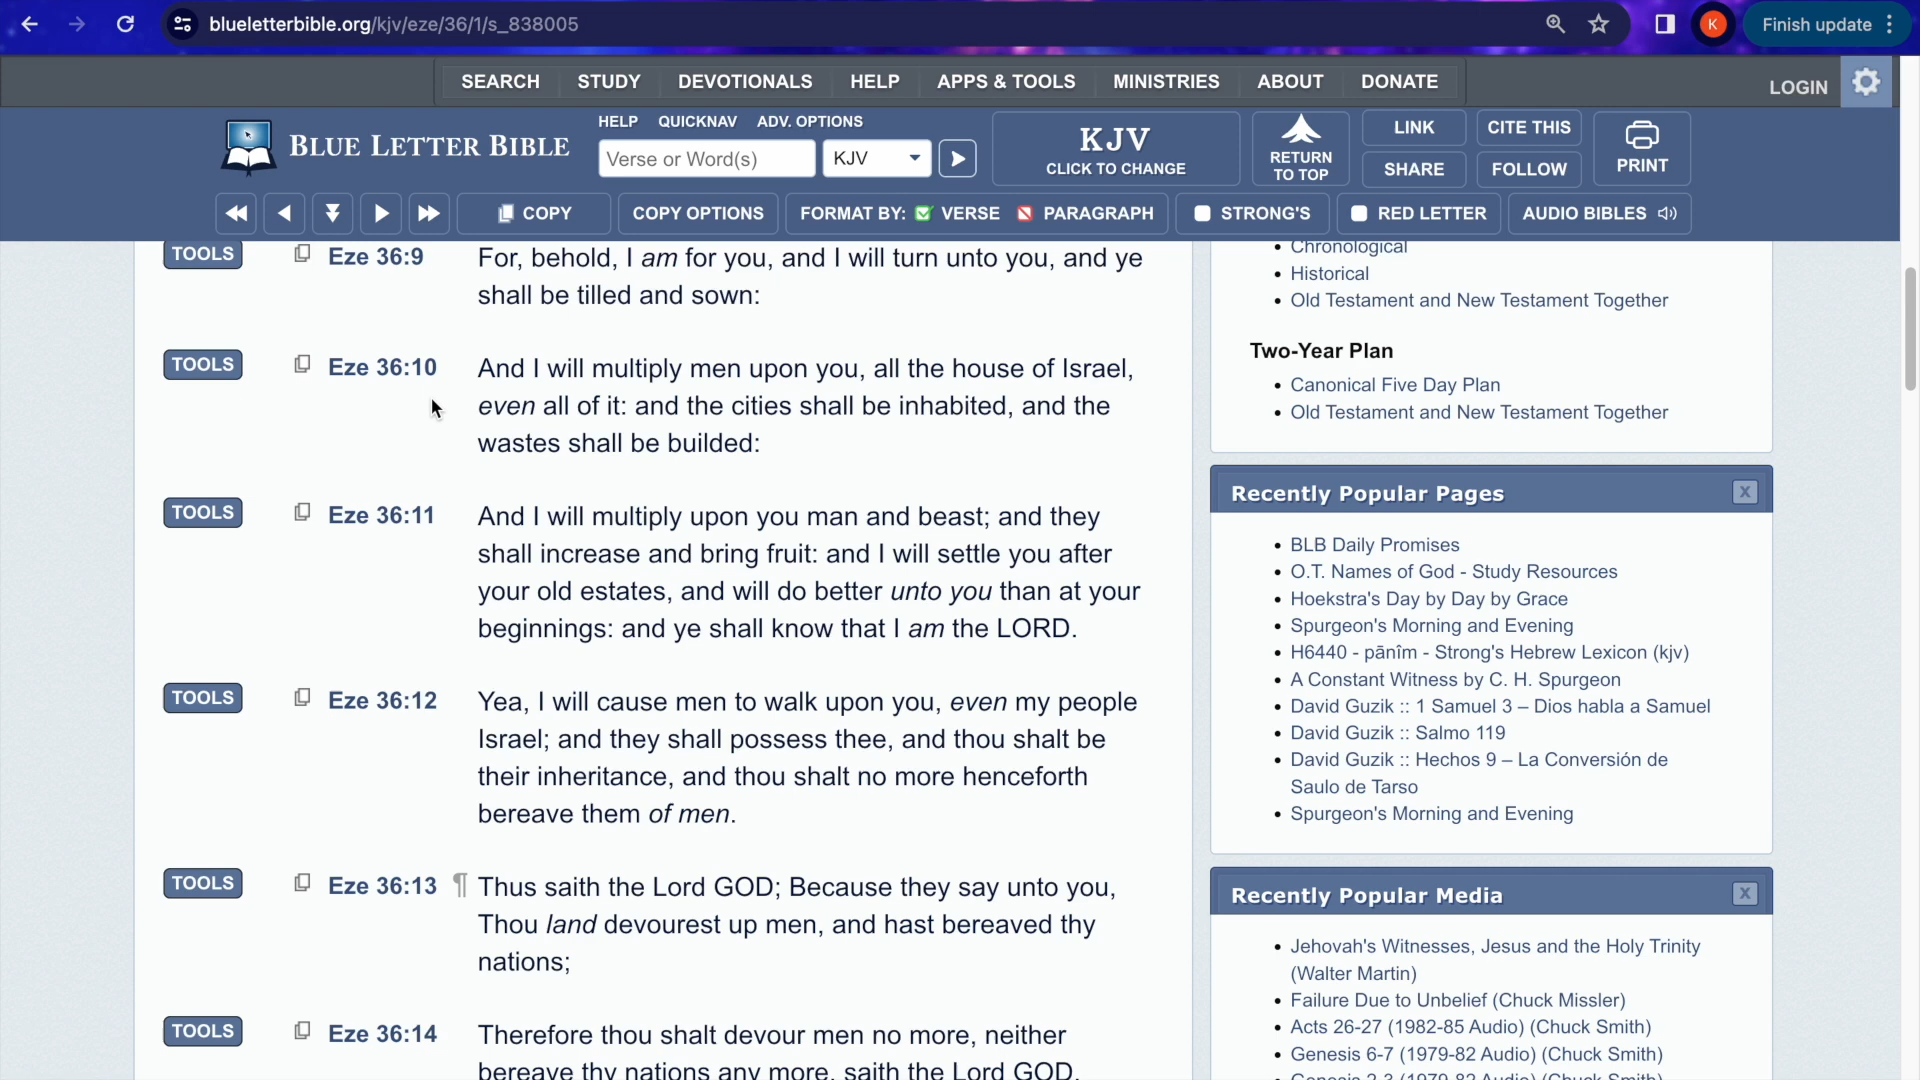 blueletterbible.org/kjv/eze/36/1/s_838005
K
Finish update
SEARCH STUDY DEVOTIONALS HELP APPS & TOOLS MINISTRIES ABOUT DONATE
LOGIN
BLUE LETTER BIBLE
HELP QUICKNAV ADV. OPTIONS
Verse or Word(s)
KJV
KJV
CLICK TO CHANGE
RETURN
TO TOP
LINK
CITE THIS
SHARE
FOLLOW
PRINT
COPY
COPY OPTIONS
FORMAT BY: VERSE PARAGRAPH
STRONG'S
RED LETTER
AUDIO BIBLES
TOOLS
Eze 36:9
For, behold, I am for you, and I will turn unto you, and ye
shall be tilled and sown:
TOOLS
Eze 36:10
And I will multiply men upon you, all the house of Israel,
even all of it: and the cities shall be inhabited, and the
wastes shall be builded:
TOOLS
Eze 36:11
And I will multiply upon you man and beast; and they
shall increase and bring fruit: and I will settle you after
your old estates, and will do better unto you than at your
beginnings: and ye shall know that I am the LORD.
TOOLS
Eze 36:12
Yea, I will cause men to walk upon you, even my people
Israel; and they shall possess thee, and thou shalt be
their inheritance, and thou shalt no more henceforth
bereave them of men.
TOOLS
Eze 36:13
¶ Thus saith the Lord GOD; Because they say unto you,
Thou land devourest up men, and hast bereaved thy
nations;
TOOLS
Eze 36:14
Therefore thou shalt devour men no more, neither
bereave thy nations any more, saith the Lord GOD.
Chronological
Historical
Old Testament and New Testament Together
Two-Year Plan
Canonical Five Day Plan
Old Testament and New Testament Together
Recently Popular Pages
X
BLB Daily Promises
O.T. Names of God - Study Resources
Hoekstra's Day by Day by Grace
Spurgeon's Morning and Evening
H6440 - pānîm - Strong's Hebrew Lexicon (kjv)
A Constant Witness by C. H. Spurgeon
David Guzik :: 1 Samuel 3 – Dios habla a Samuel
David Guzik :: Salmo 119
David Guzik :: Hechos 9 – La Conversión de
Saulo de Tarso
Spurgeon's Morning and Evening
Recently Popular Media
X
Jehovah's Witnesses, Jesus and the Holy Trinity
(Walter Martin)
Failure Due to Unbelief (Chuck Missler)
Acts 26-27 (1982-85 Audio) (Chuck Smith)
Genesis 6-7 (1979-82 Audio) (Chuck Smith)
Genesis 2-3 (1979-82 Audio) (Chuck Smith)